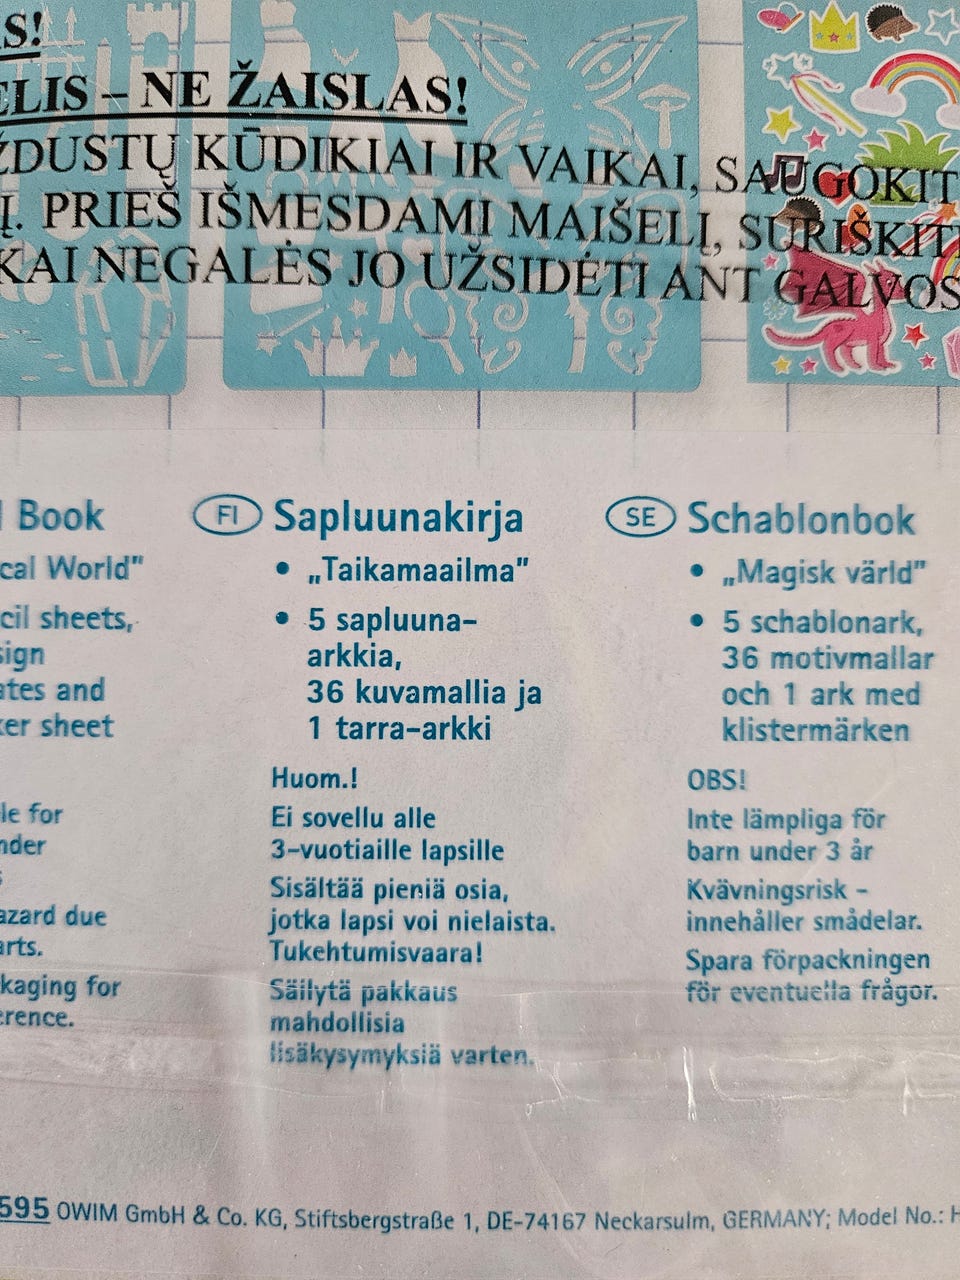 S!
ELIS – NE ŽAISLAS!
ŽDUSTŲ KŪDIKIAI IR VAIKAI, SAUGOKIT
Į. PRIEŠ IŠMESDAMI MAIŠELĮ, SURIŠKIT
KAI NEGALĖS JO UŽSIDĖTI ANT GALVOS
Book
cal World"
cil sheets,
sign
ates and
ker sheet
le for
nder
s
azard due
arts.
kaging for
erence.
FI Sapluunakirja
• „Taikamaailma"
• 5 sapluuna-
arkkia,
36 kuvamallia ja
1 tarra-arkki
Huom.!
Ei sovellu alle
3-vuotiaille lapsille
Sisältää pieniä osia,
jotka lapsi voi nielaista.
Tukehtumisvaara!
Säilytä pakkaus
mahdollisia
lisäkysymyksiä varten.
SE Schablonbok
• „Magisk värld"
• 5 schablonark,
36 motivmallar
och 1 ark med
klistermärken
OBS!
Inte lämpliga för
barn under 3 år
Kvävningsrisk -
innehåller smådelar.
Spara förpackningen
för eventuella frågor.
595 OWIM GmbH & Co. KG, Stiftsbergstraße 1, DE-74167 Neckarsulm, GERMANY; Model No.: H